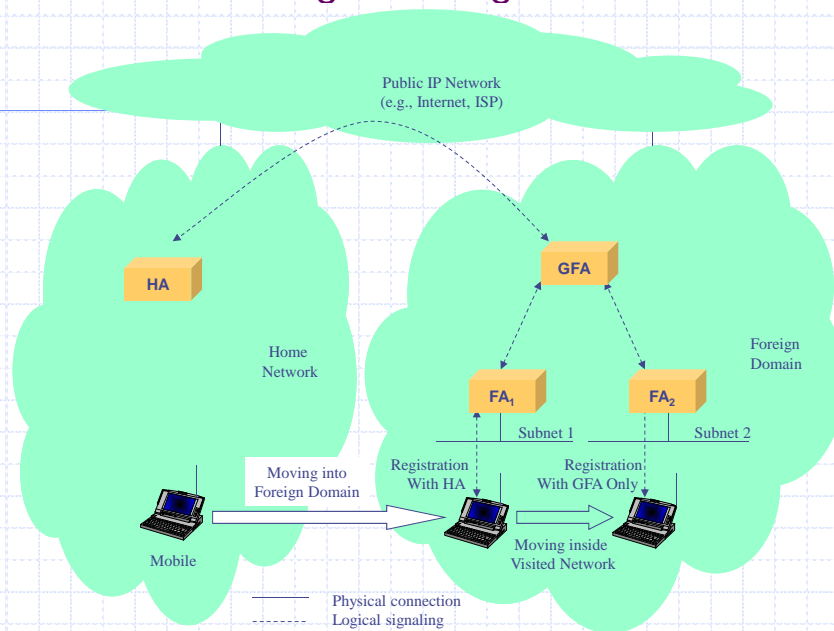 Public IP Network
(e.g., Internet, ISP)
HA
GFA
Home
Network
Foreign
Domain
FA1
FA2
Subnet 1
Subnet 2
Registration
With HA
Registration
With GFA Only
Moving into
Foreign Domain
Mobile
Moving inside
Visited Network
Physical connection
Logical signaling